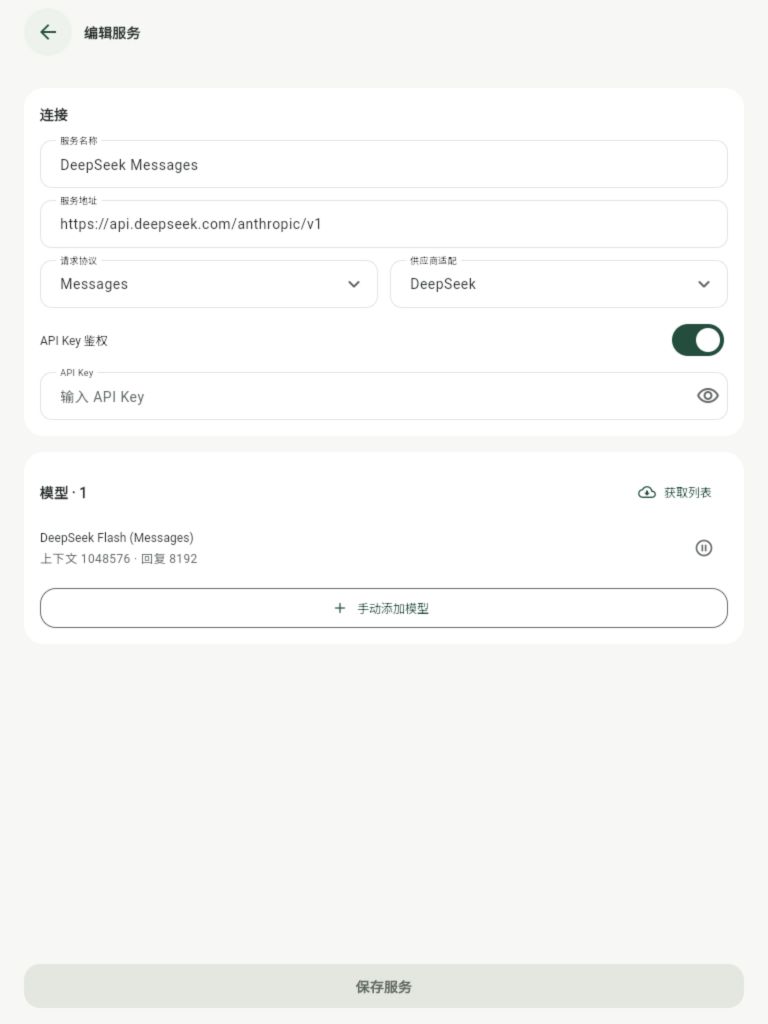 编辑服务
连接
服务名称
DeepSeek Messages
服务地址
https://api.deepseek.com/anthropic/v1
请求协议
Messages
供应商适配
DeepSeek
API Key 鉴权
API Key
输入 API Key
模型 · 1
获取列表
DeepSeek Flash (Messages)
上下文 1048576 · 回复 8192
手动添加模型
保存服务